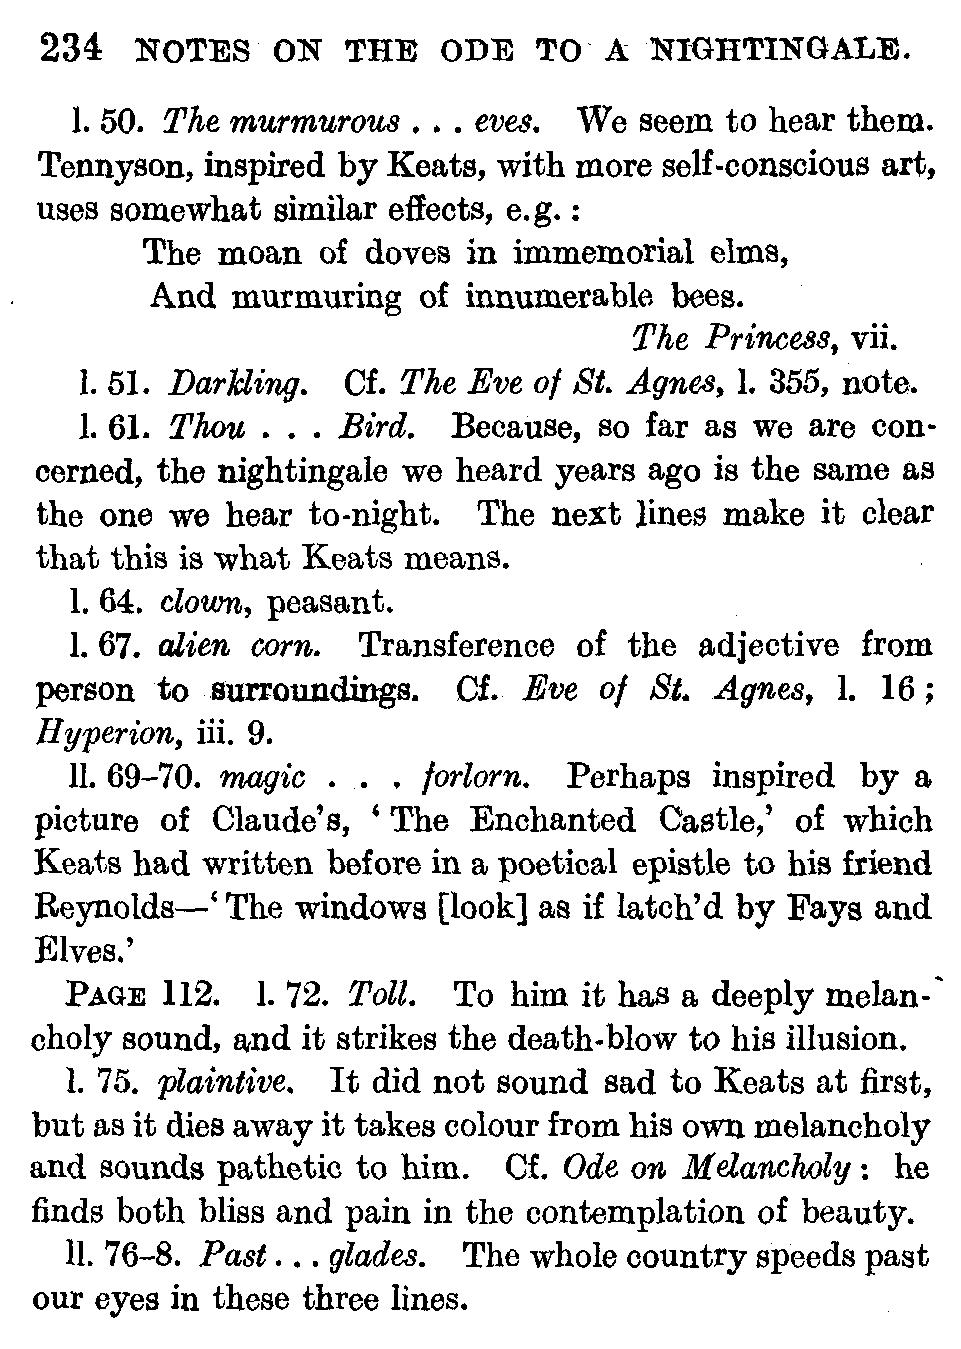 234 NOTES ON THE ODE TO A NIGHTINGALE.
l. 50. The murmurous . . . eves. We seem to hear them.
Tennyson, inspired by Keats, with more self-conscious art,
uses somewhat similar effects, e.g. :
The moan of doves in immemorial elms,
And murmuring of innumerable bees.
The Princess, vii.
l. 51. Darkling. Cf. The Eve of St. Agnes, l. 355, note.
l. 61. Thou . . . Bird. Because, so far as we are con-
cerned, the nightingale we heard years ago is the same as
the one we hear to-night. The next lines make it clear
that this is what Keats means.
l. 64. clown, peasant.
l. 67. alien corn. Transference of the adjective from
person to surroundings. Cf. Eve of St. Agnes, l. 16 ;
Hyperion, iii. 9.
ll. 69–70. magic . . . forlorn. Perhaps inspired by a
picture of Claude's, ‘ The Enchanted Castle,’ of which
Keats had written before in a poetical epistle to his friend
Reynolds—‘ The windows [look] as if latch'd by Fays and
Elves.’
PAGE 112. l. 72. Toll. To him it has a deeply melan-
choly sound, and it strikes the death-blow to his illusion.
l. 75. plaintive. It did not sound sad to Keats at first,
but as it dies away it takes colour from his own melancholy
and sounds pathetic to him. Cf. Ode on Melancholy : he
finds both bliss and pain in the contemplation of beauty.
ll. 76–8. Past . . . glades. The whole country speeds past
our eyes in these three lines.